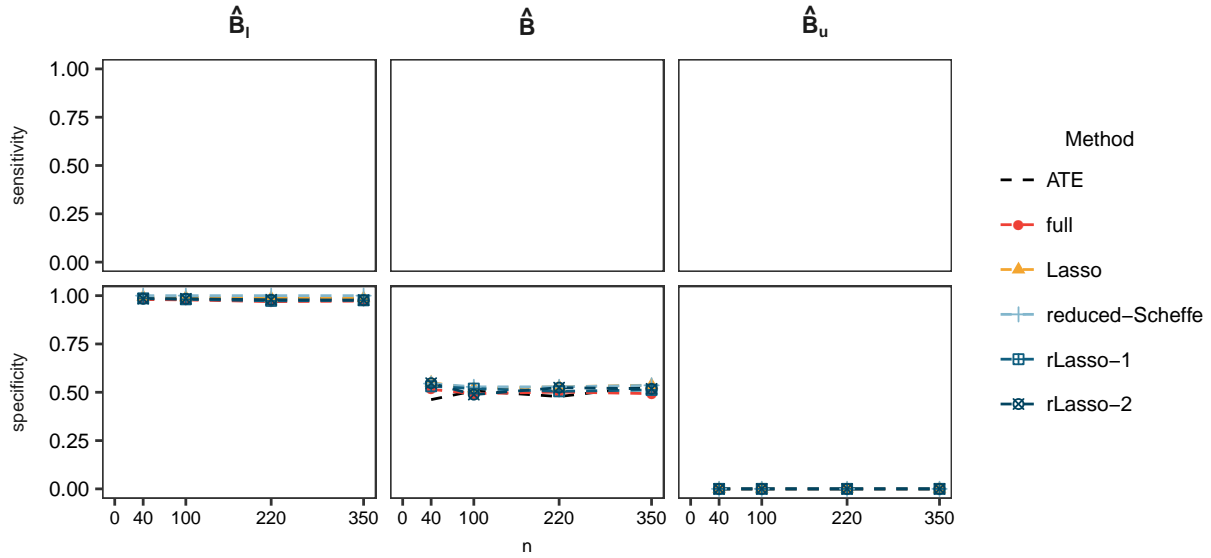 B̂ₗ B̂ B̂ᵤ
1.00
0.75
0.50
0.25
0.00
sensitivity
1.00
0.75
0.50
0.25
0.00
specificity
0 40 100 220 350 0 40 100 220 350 0 40 100 220 350
n
Method
ATE
full
Lasso
reduced−Scheffe
rLasso−1
rLasso−2